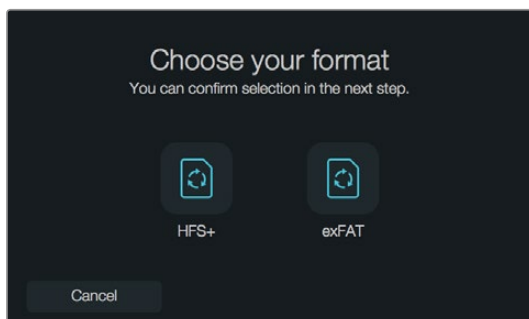 Choose your format
You can confirm selection in the next step.
HFS+
exFAT
Cancel